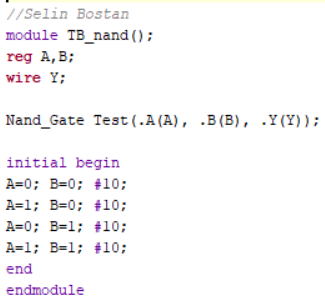 //Selin Bostan
module TB_nand();
reg A,B;
wire Y;
Nand_Gate Test(.A(A), .B(B), .Y(Y));
initial begin
A=0; B=0; #10;
A=1; B=0; #10;
A=0; B=1; #10;
A=1; B=1; #10;
end
endmodule